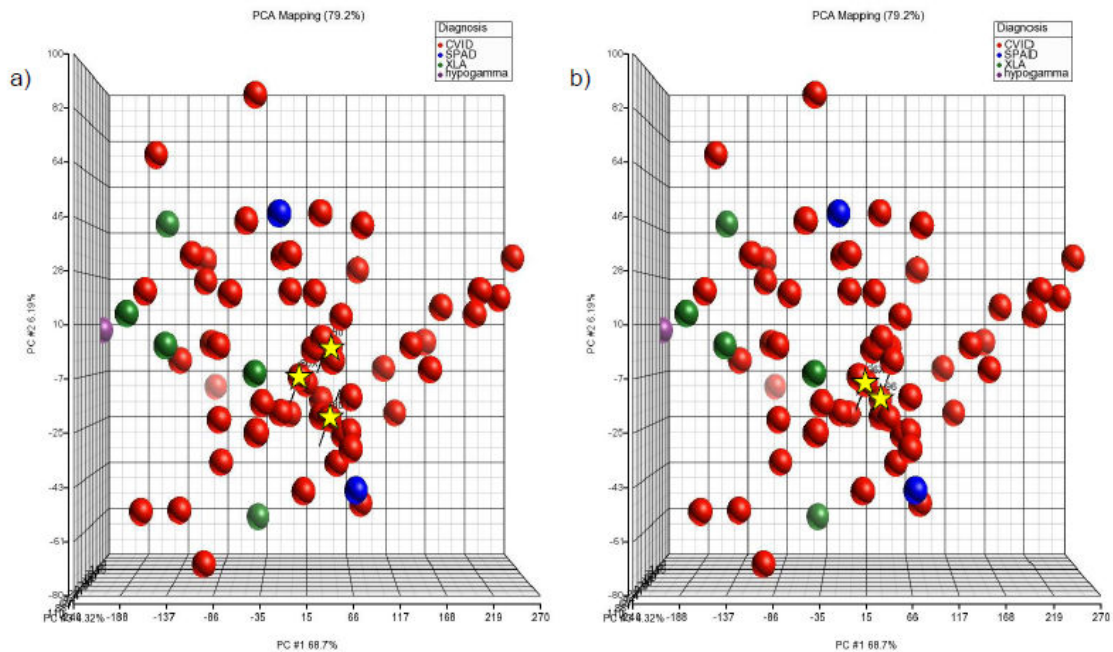 PCA Mapping (79.2%)
Diagnosis
CVID
SPAD
XLA
hypogamma
a)
100
82
64
46
28
10
-7
-25
-43
-61
-80
PC #2 6.19%
-188 -137 -86 -35 15 66 117 168 219 270
PC #1 68.7%
PCA Mapping (79.2%)
Diagnosis
CVID
SPAD
XLA
hypogamma
b)
100
82
64
46
28
10
-7
-25
-43
-61
-80
PC #2 6.19%
-188 -137 -86 -35 15 66 117 168 219 270
PC #1 68.7%